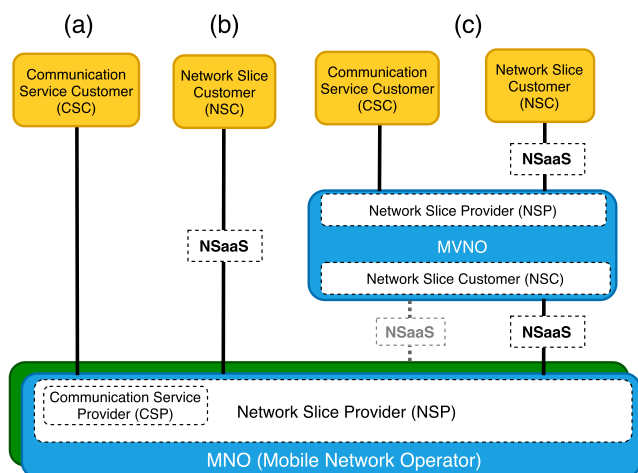 (a)
(b)
(c)
Communication
Service Customer
(CSC)
Network Slice
Customer
(NSC)
Communication
Service Customer
(CSC)
Network Slice
Customer
(NSC)
NSaaS
Network Slice Provider (NSP)
MVNO
Network Slice Customer (NSC)
NSaaS
NSaaS
NSaaS
Communication Service
Provider (CSP)
Network Slice Provider (NSP)
MNO (Mobile Network Operator)